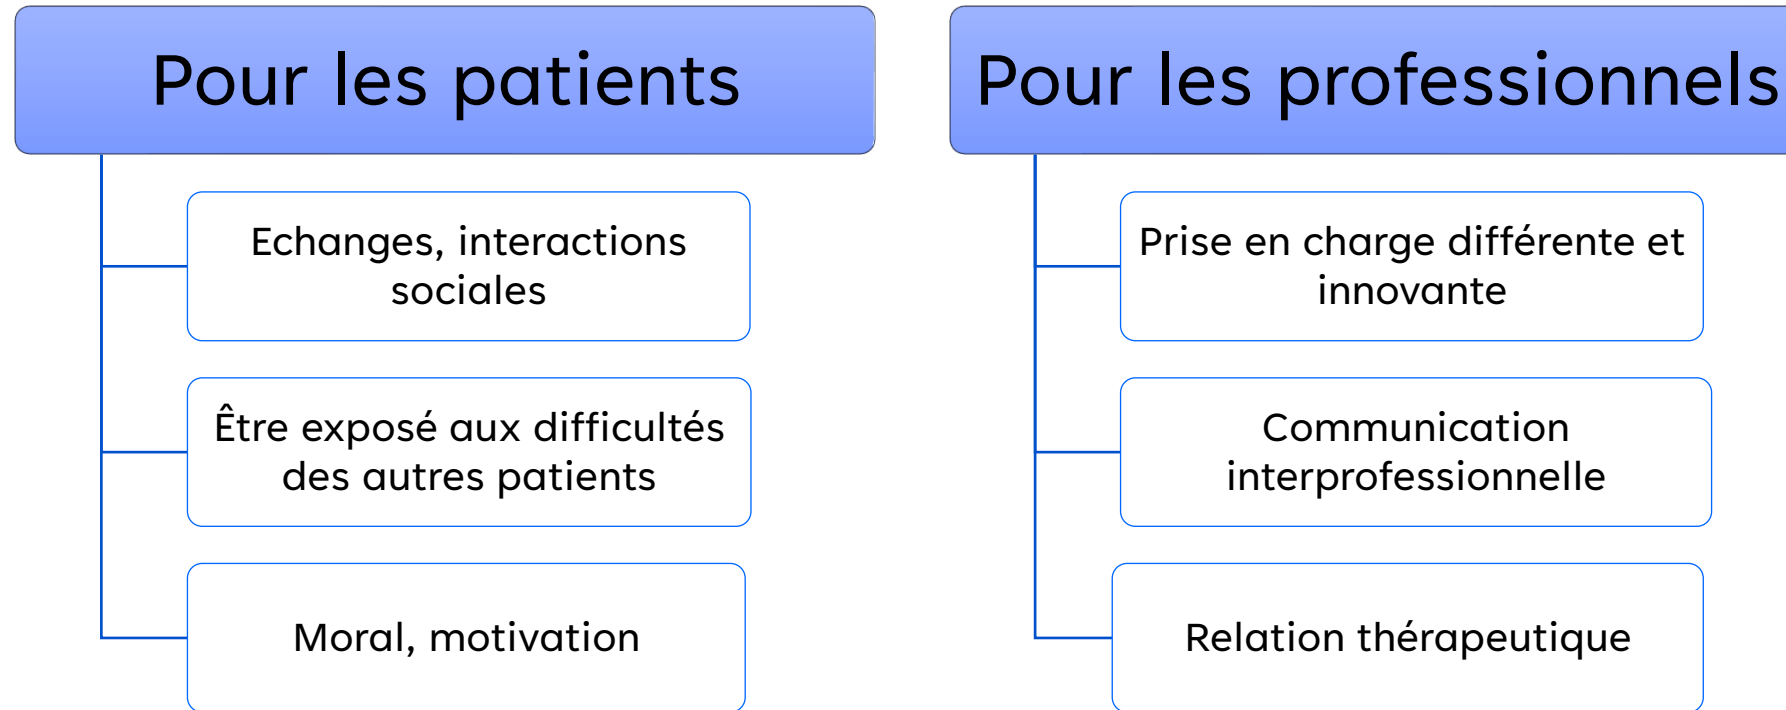 Pour les patients
Echanges, interactions
sociales
Être exposé aux difficultés
des autres patients
Moral, motivation
Pour les professionnels
Prise en charge différente et
innovante
Communication
interprofessionnelle
Relation thérapeutique